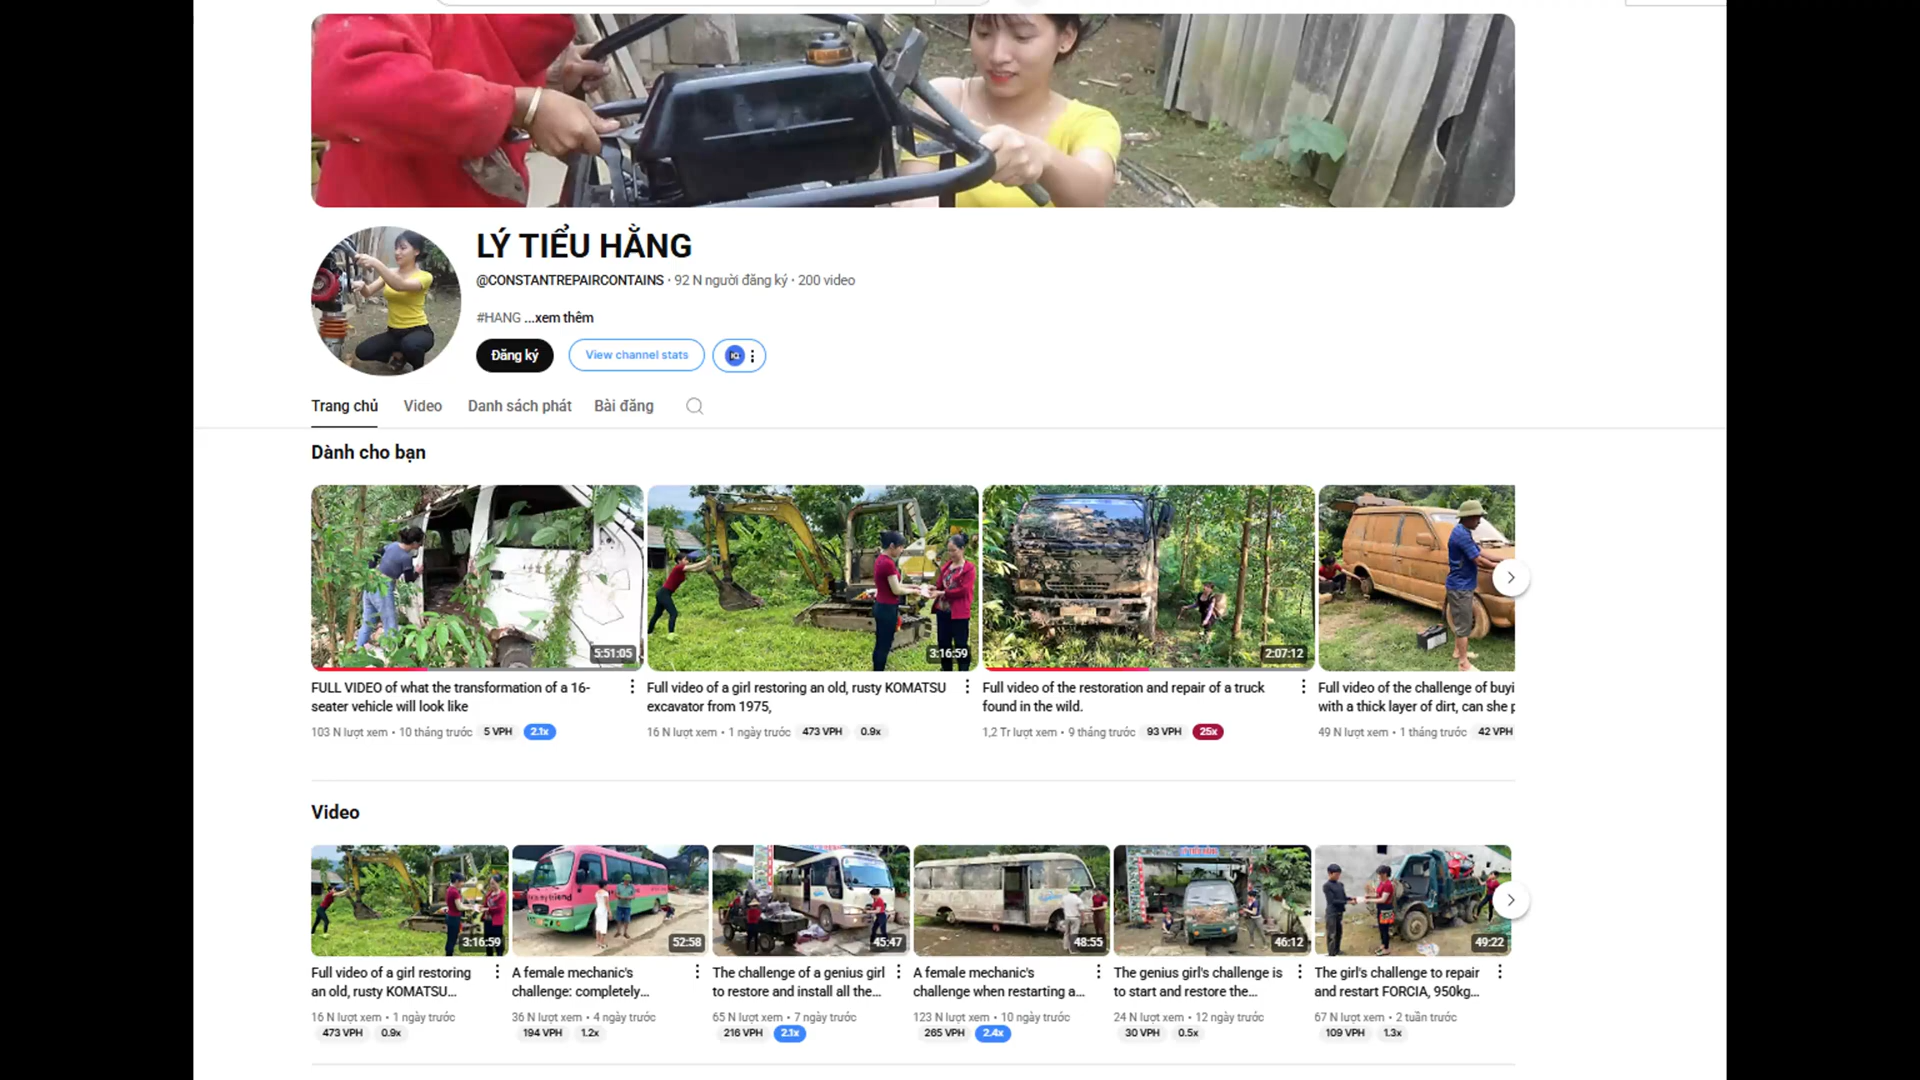 LÝ TIỂU HẰNG
@CONSTANTREPAIRCONTAINS · 92 N người đăng ký · 200 video
#HANG ...xem thêm
Đăng ký
View channel stats
Trang chủ
Video
Danh sách phát
Bài đăng
Dành cho bạn
5:51:05
3:16:59
2:07:12
FULL VIDEO of what the transformation of a 16-
seater vehicle will look like
103 N lượt xem • 10 tháng trước 5 VPH 2.1x
Full video of a girl restoring an old, rusty KOMATSU
excavator from 1975,
16 N lượt xem • 1 ngày trước 473 VPH 0.9x
Full video of the restoration and repair of a truck
found in the wild.
1,2 Tr lượt xem • 9 tháng trước 93 VPH 25x
Full video of the challenge of buyi
with a thick layer of dirt, can she p
49 N lượt xem • 1 tháng trước 42 VPH
Video
3:16:59
52:58
45:47
48:55
46:12
49:22
Full video of a girl restoring
an old, rusty KOMATSU...
16 N lượt xem • 1 ngày trước
473 VPH 0.9x
A female mechanic's
challenge: completely...
36 N lượt xem • 4 ngày trước
194 VPH 1.2x
The challenge of a genius girl
to restore and install all the...
65 N lượt xem • 7 ngày trước
216 VPH 2.1x
A female mechanic's
challenge when restarting a...
123 N lượt xem • 10 ngày trước
265 VPH 2.4x
The genius girl's challenge is
to start and restore the...
24 N lượt xem • 12 ngày trước
30 VPH 0.5x
The girl's challenge to repair
and restart FORCIA, 950kg...
67 N lượt xem • 2 tuần trước
109 VPH 1.3x